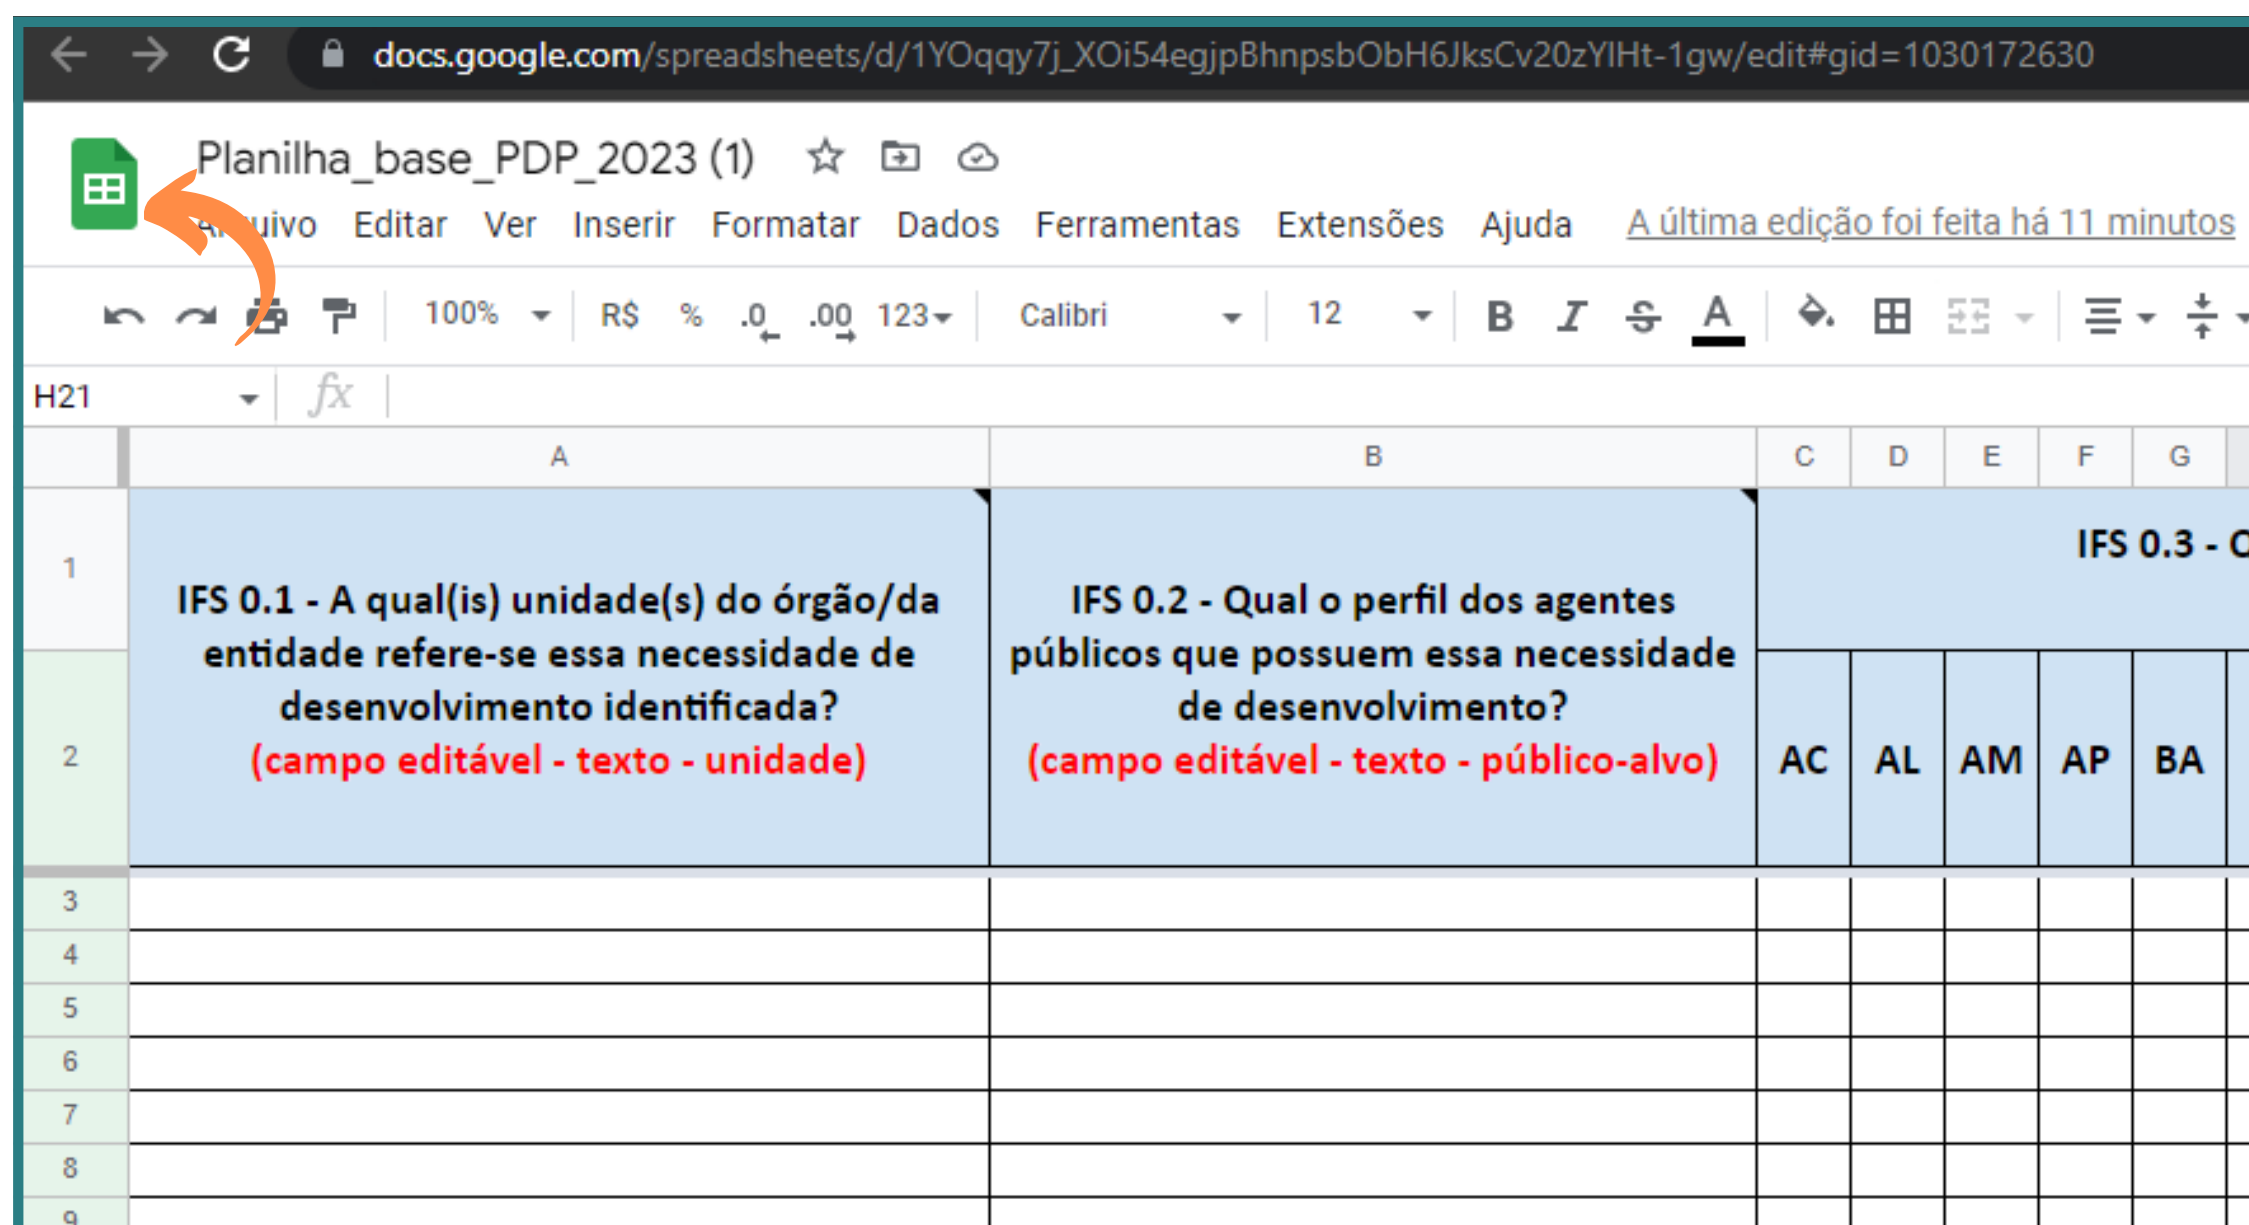 docs.google.com/spreadsheets/d/1YOqqy7j_XOi54egjpBhnpsbObH6JksCv20zYlHt-1gw/edit#gid=1030172630
Planilha_base_PDP_2023 (1)
Arquivo Editar Ver Inserir Formatar Dados Ferramentas Extensões Ajuda A última edição foi feita há 11 minutos
100% R$ % .0 .00 123 Calibri 12 B I S A
H21 fx
A B C D E F G
1
IFS 0.3 -
IFS 0.1 - A qual(is) unidade(s) do órgão/da
entidade refere-se essa necessidade de
desenvolvimento identificada?
(campo editável - texto - unidade)
IFS 0.2 - Qual o perfil dos agentes
públicos que possuem essa necessidade
de desenvolvimento?
(campo editável - texto - público-alvo)
2
AC AL AM AP BA
3
4
5
6
7
8
9